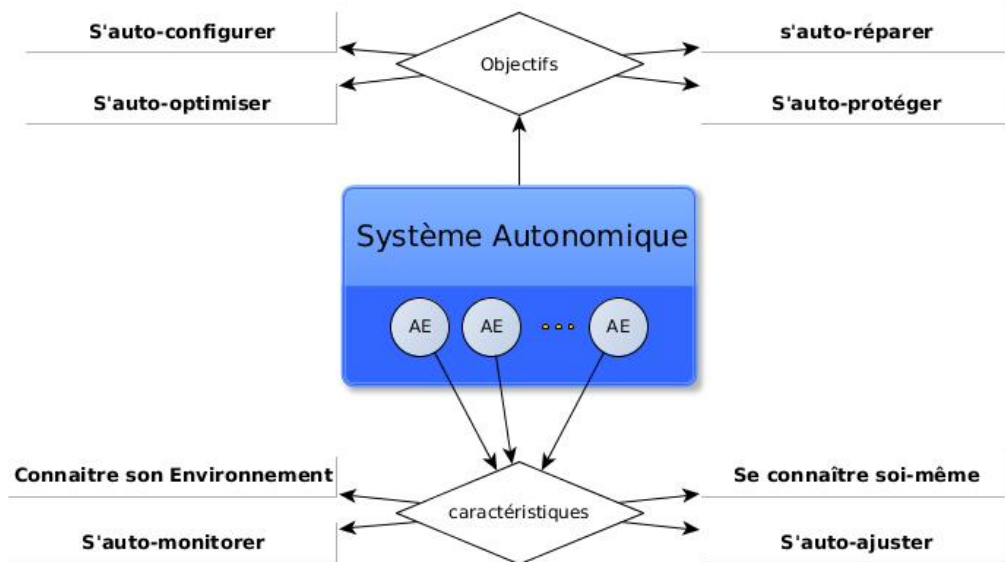 S'auto-configurer
s'auto-réparer
Objectifs
S'auto-optimiser
S'auto-protéger
Système Autonomique
AE
AE
AE
Connaitre son Environnement
Se connaître soi-même
caractéristiques
S'auto-monitorer
S'auto-ajuster